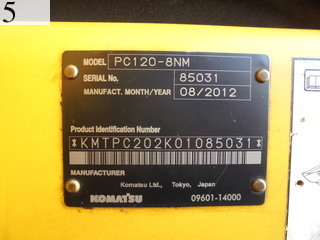 5
MODEL PC120-8NM
SERIAL No. 85031
MANUFACT. MONTH/YEAR 08/2012
Product Identification Number
*KMTPC202K01085031*
MANUFACTURER
Komatsu Ltd., Tokyo, Japan
KOMATSU 09601-14000